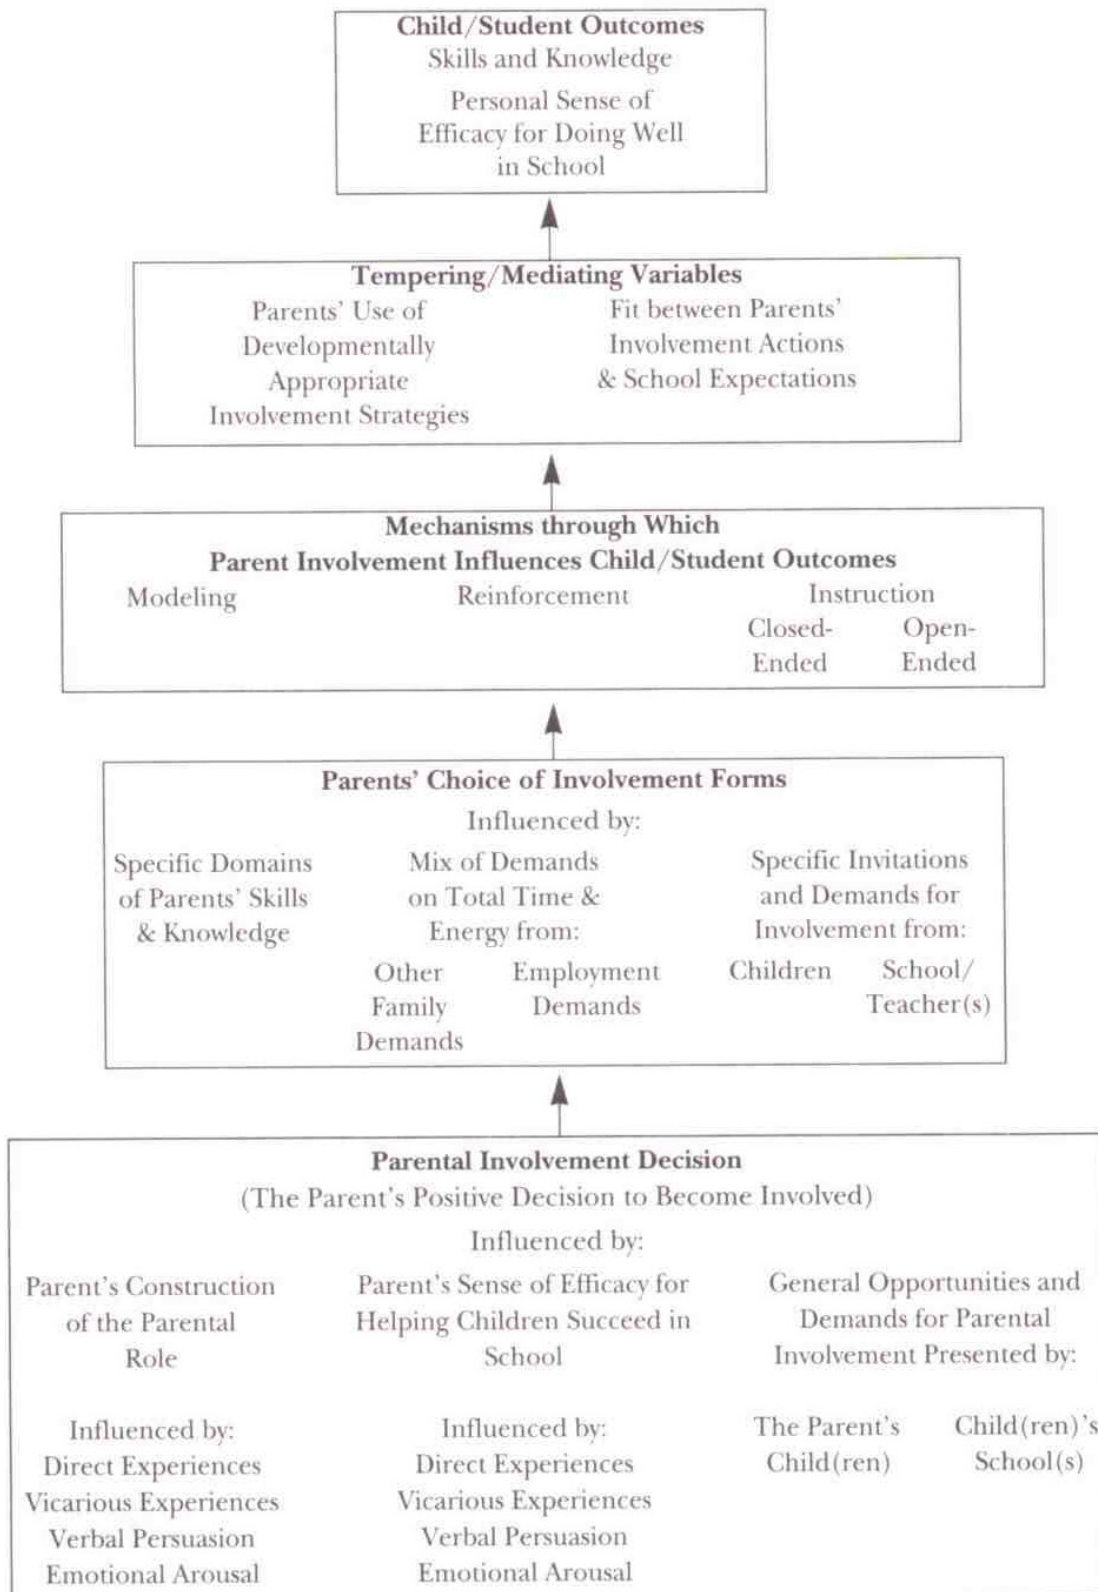 Child/Student Outcomes
Skills and Knowledge
Personal Sense of
Efficacy for Doing Well
in School
Tempering/Mediating Variables
Parents' Use of
Developmentally
Appropriate
Involvement Strategies
Fit between Parents'
Involvement Actions
& School Expectations
Mechanisms through Which
Parent Involvement Influences Child/Student Outcomes
Modeling
Reinforcement
Instruction
Closed-
Ended
Open-
Ended
Parents' Choice of Involvement Forms
Influenced by:
Specific Domains
of Parents' Skills
& Knowledge
Mix of Demands
on Total Time &
Energy from:
Other
Family
Demands
Employment
Demands
Specific Invitations
and Demands for
Involvement from:
Children
School/
Teacher(s)
Parental Involvement Decision
(The Parent's Positive Decision to Become Involved)
Influenced by:
Parent's Construction
of the Parental
Role
Influenced by:
Direct Experiences
Vicarious Experiences
Verbal Persuasion
Emotional Arousal
Parent's Sense of Efficacy for
Helping Children Succeed in
School
Influenced by:
Direct Experiences
Vicarious Experiences
Verbal Persuasion
Emotional Arousal
General Opportunities and
Demands for Parental
Involvement Presented by:
The Parent's
Child(ren)
Child(ren)'s
School(s)